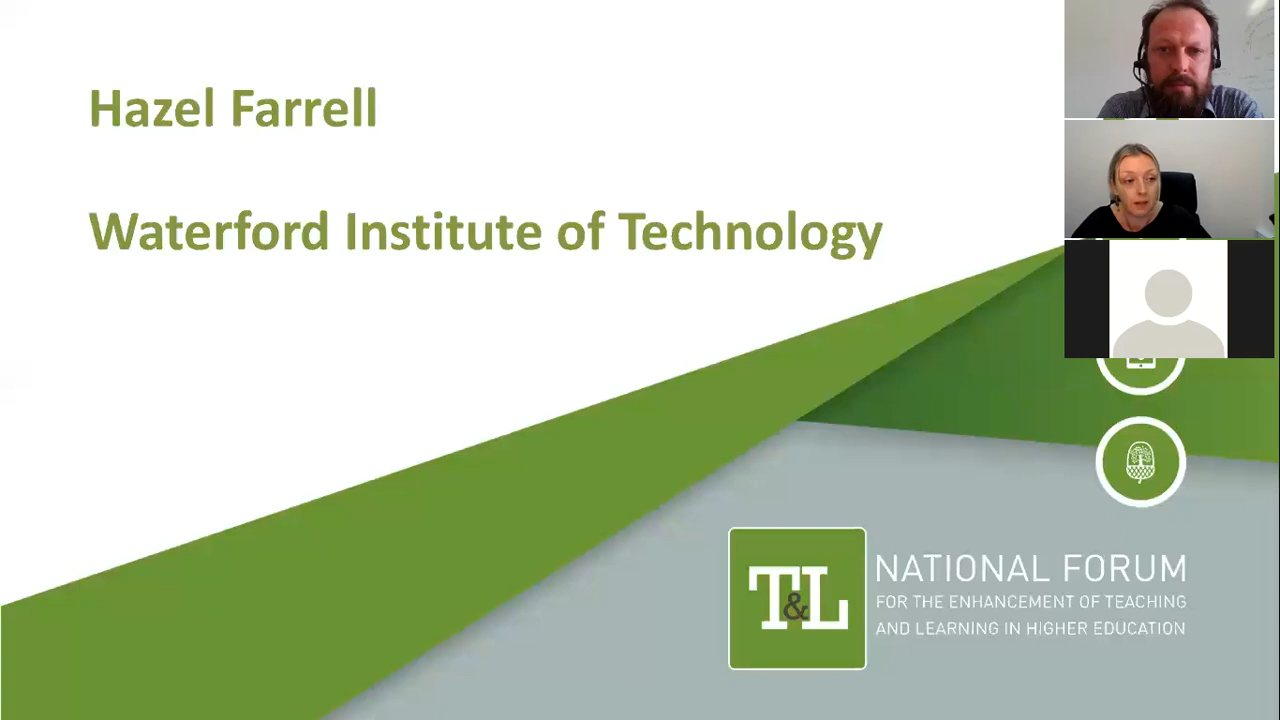 Hazel Farrell
Waterford Institute of Technology
T&L
NATIONAL FORUM
FOR THE ENHANCEMENT OF TEACHING
AND LEARNING IN HIGHER EDUCATION